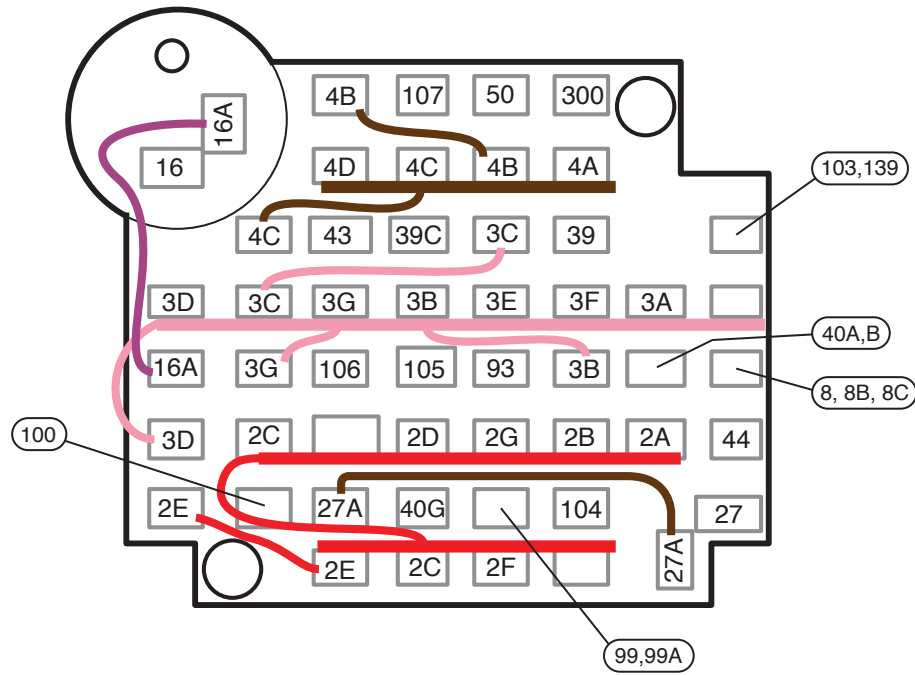 4B 107 50 300
16A
16 4D 4C 4B 4A
103,139
4C 43 39C 3C 39
3D 3C 3G 3B 3E 3F 3A
40A,B
16A 3G 106 105 93 3B
8, 8B, 8C
100
3D 2C 2D 2G 2B 2A 44
2E 27A 40G 104 27
2E 2C 2F 27A
99,99A